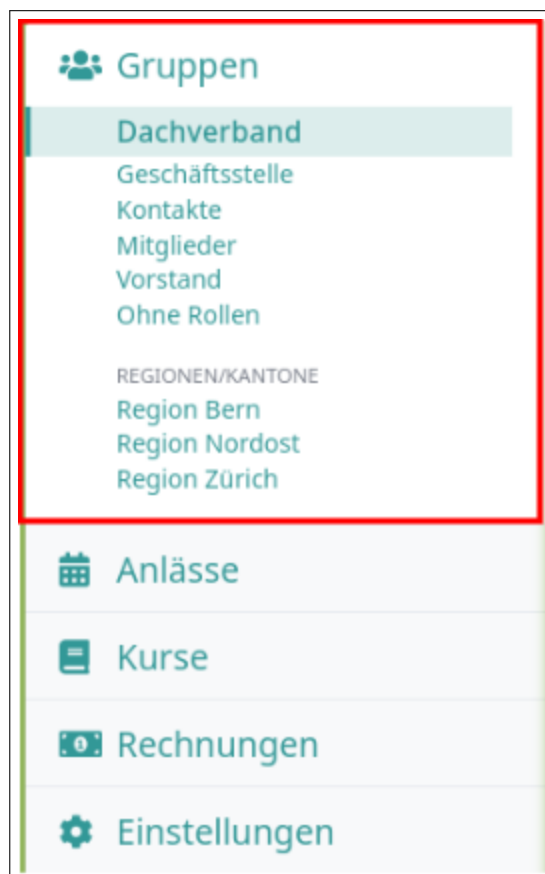 Gruppen
Dachverband
Geschäftsstelle
Kontakte
Mitglieder
Vorstand
Ohne Rollen
REGIONEN/KANTONE
Region Bern
Region Nordost
Region Zürich
Anlässe
Kurse
Rechnungen
Einstellungen